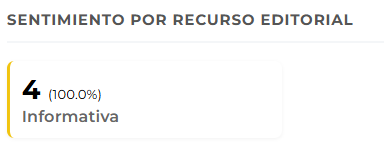 SENTIMIENTO POR RECURSO EDITORIAL
4 (100.0%)
Informativa